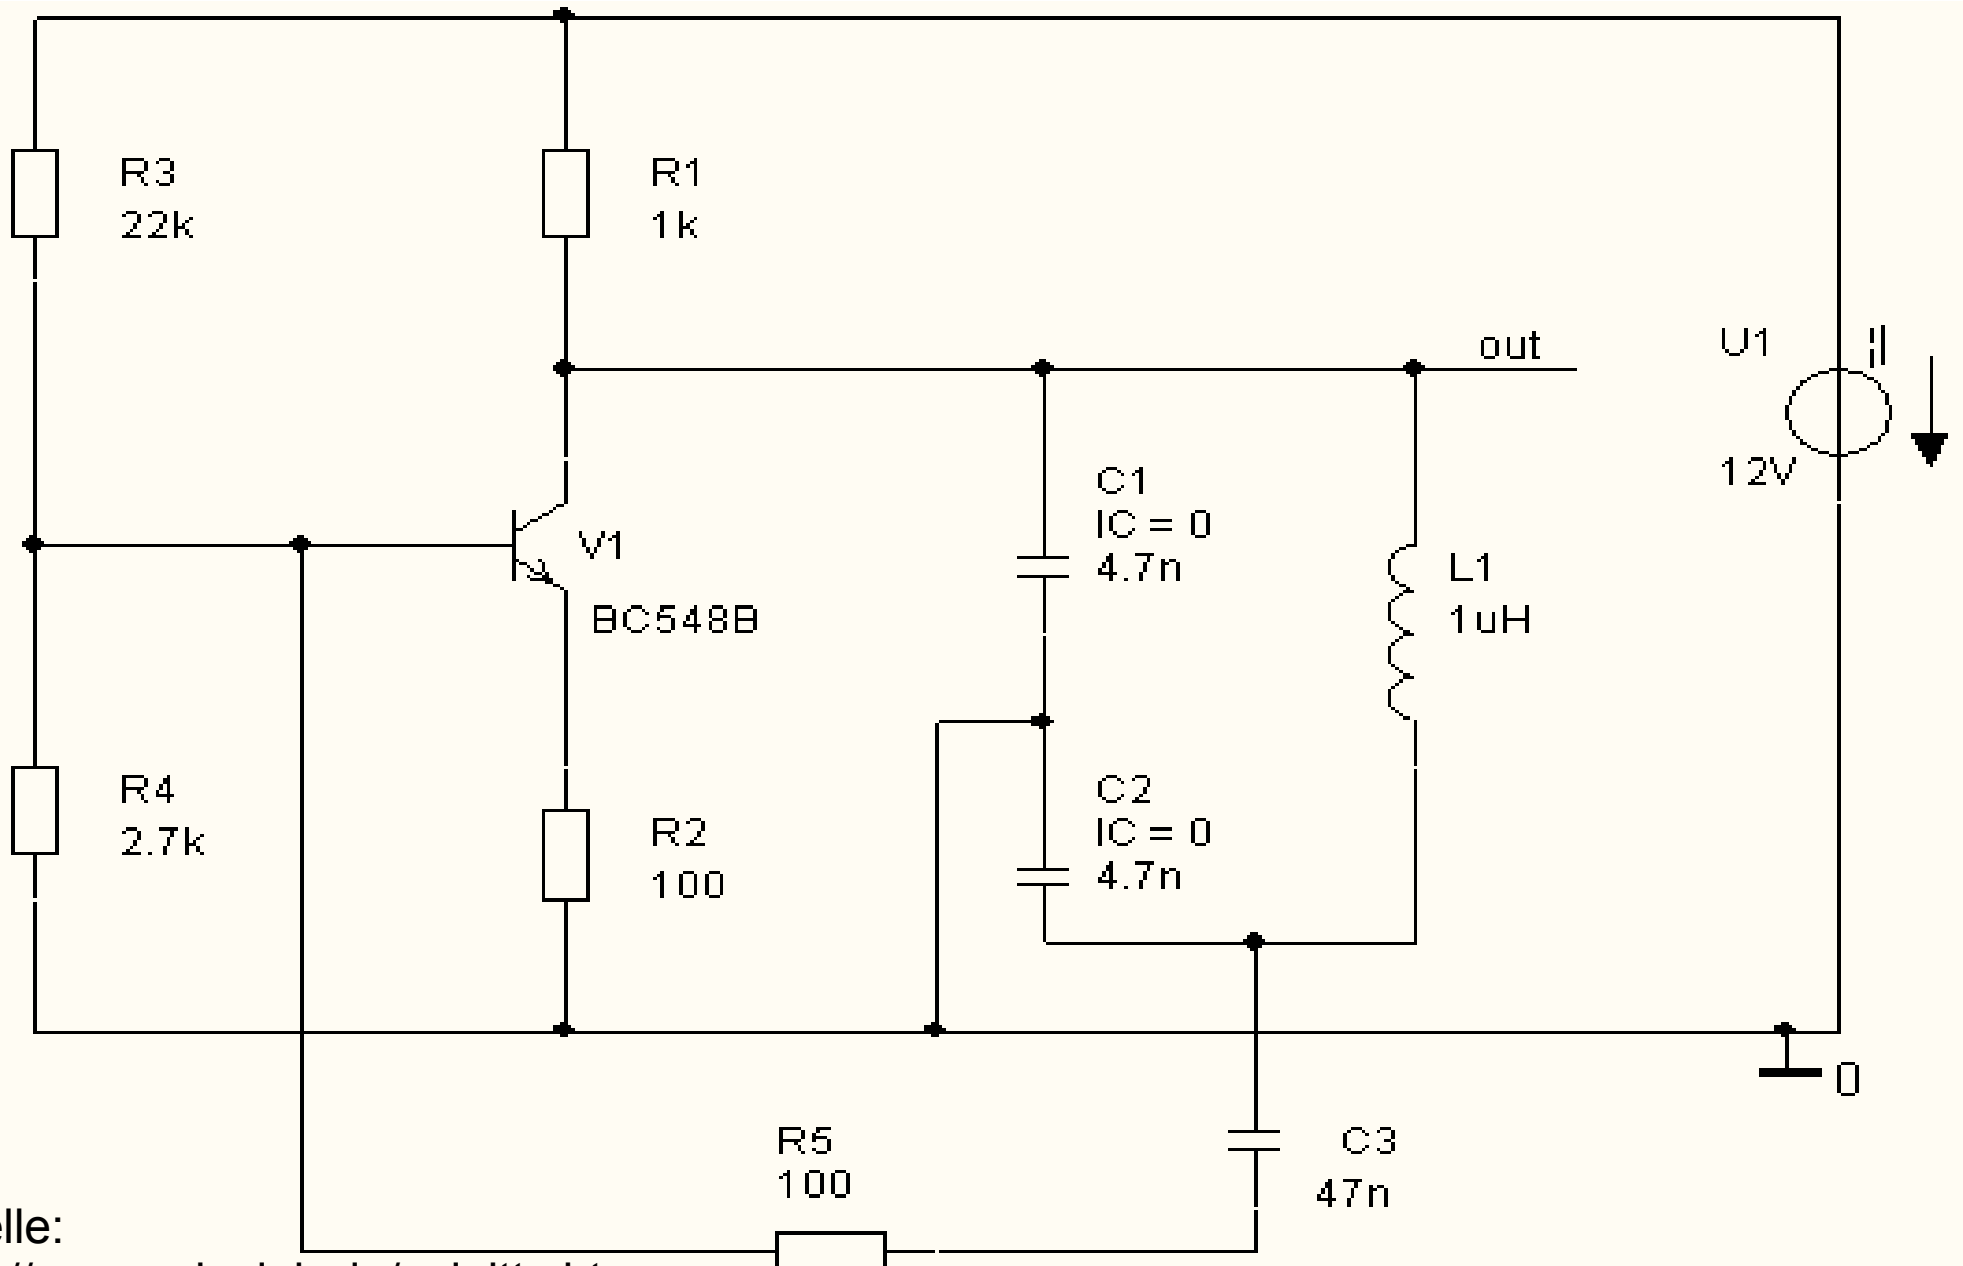 R3
22k
R1
1k
out
U1
12V
C1
IC = 0
4.7n
V1
BC548B
L1
1uH
R4
2.7k
R2
100
C2
IC = 0
4.7n
0
R5
100
C3
47n
elle: